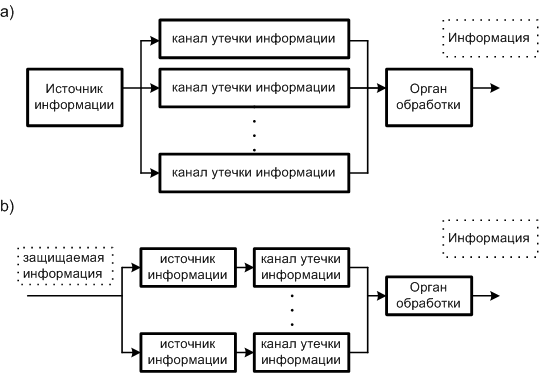 a)
канал утечки информации
Информация
Источник
информации
канал утечки информации
Орган
обработки
канал утечки информации
b)
Информация
защищаемая
информация
источник
информации
канал утечки
информации
Орган
обработки
источник
информации
канал утечки
информации